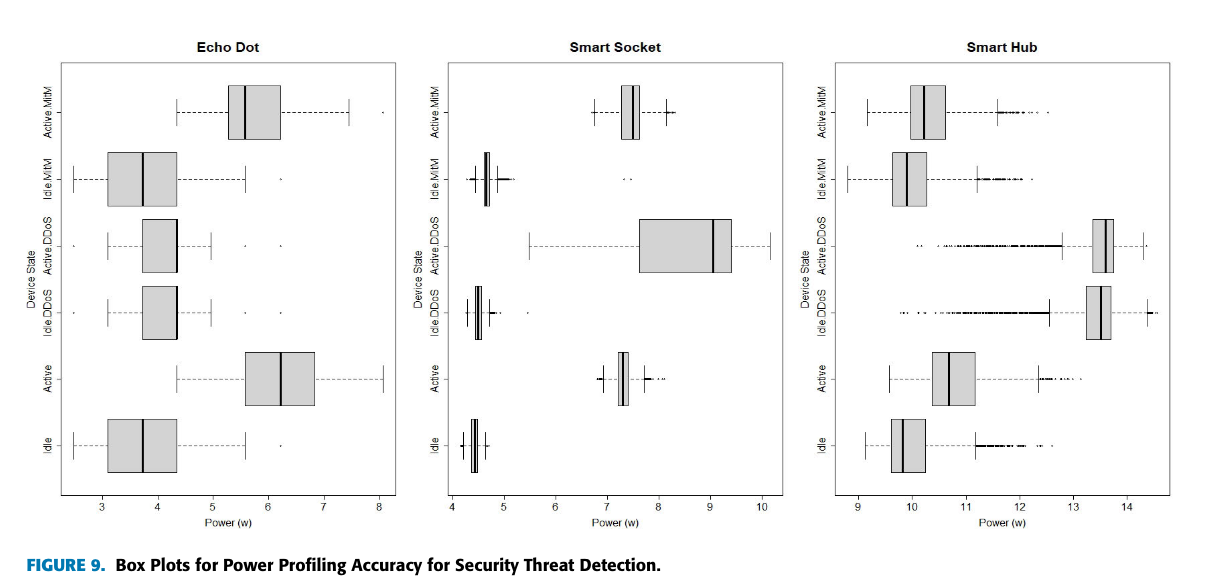 Echo Dot
Device State
Active.MitM
Idle.MitM
Active.DDoS
Idle.DDoS
Active
Idle
3 4 5 6 7 8
Power (w)
Smart Socket
Device State
Active.MitM
Idle.MitM
Active.DDoS
Idle.DDoS
Active
Idle
4 5 6 7 8 9 10
Power (w)
Smart Hub
Device State
Active.MitM
Idle.MitM
Active.DDoS
Idle.DDoS
Active
Idle
9 10 11 12 13 14
Power (w)
FIGURE 9. Box Plots for Power Profiling Accuracy for Security Threat Detection.